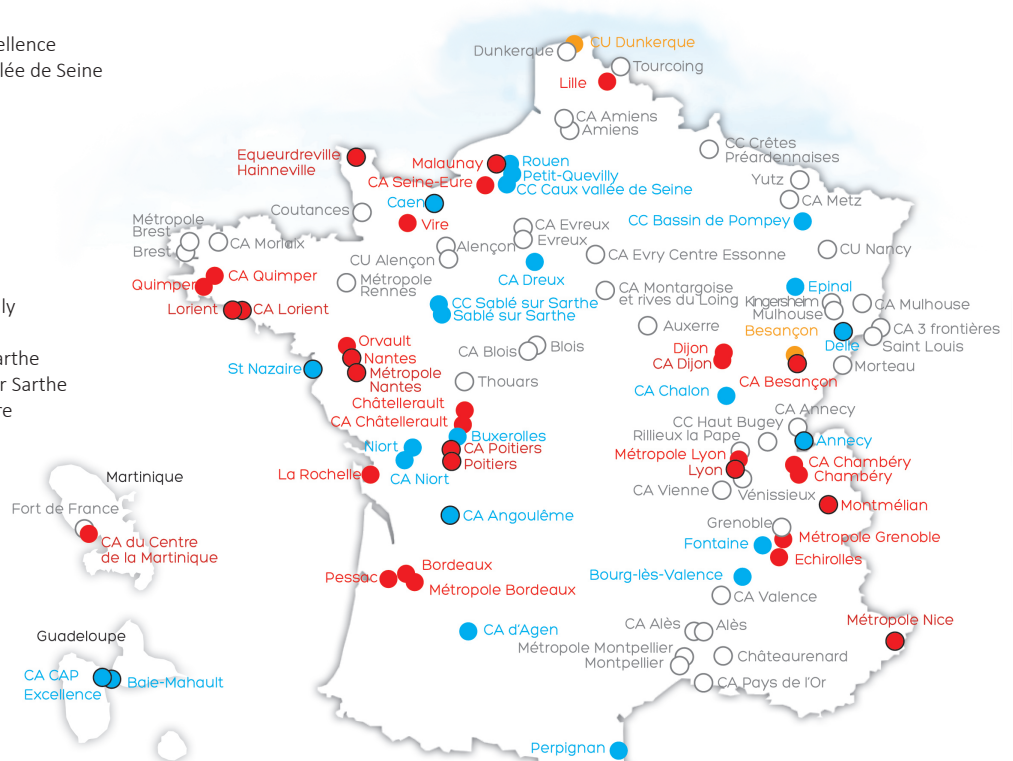 ellence
lée de Seine
ly
arthe
r Sarthe
re
CU Dunkerque
Dunkerque
Tourcoing
Lille
CA Amiens
Amiens
CC Crêtes
Préardennaises
Equeurdreville
Hainneville
Malaunay
Rouen
Petit-Quevilly
CA Seine-Eure
CC Caux vallée de Seine
Yutz
CA Metz
Coutances
Caen
Vire
CC Bassin de Pompey
Métropole
Brest
Brest
CA Morlaix
CA Evreux
Evreux
Alençon
CU Alençon
CA Evry Centre Essonne
CU Nancy
CA Quimper
Quimper
Métropole
Rennes
CA Dreux
CA Montargoise
et rives du Loing
Epinal
Kingersheim
Mulhouse
CA Mulhouse
Lorient
CA Lorient
CC Sablé sur Sarthe
Sablé sur Sarthe
Auxerre
Besançon
Delle
CA 3 frontières
Saint Louis
Orvault
Nantes
Métropole
Nantes
CA Blois
Blois
Dijon
CA Dijon
Morteau
St Nazaire
Thouars
CA Besançon
CA Chalon
Châtellerault
CA Châtellerault
CA Annecy
CC Haut Bugey
Rillieux la Pape
Annecy
Buxerolles
Niort
CA Niort
CA Poitiers
Poitiers
Métropole Lyon
Lyon
CA Chambéry
Chambéry
La Rochelle
CA Vienne
Vénissieux
Montmélian
Martinique
Fort de France
CA du Centre
de la Martinique
CA Angoulême
Grenoble
Métropole Grenoble
Fontaine
Echirolles
Bordeaux
Pessac
Métropole Bordeaux
Bourg-lès-Valence
CA Valence
Métropole Nice
CA d'Agen
CA Alès
Alès
Guadeloupe
Métropole Montpellier
Montpellier
Châteaurenard
CA CAP
Excellence
Baie-Mahault
CA Pays de l'Or
Perpignan